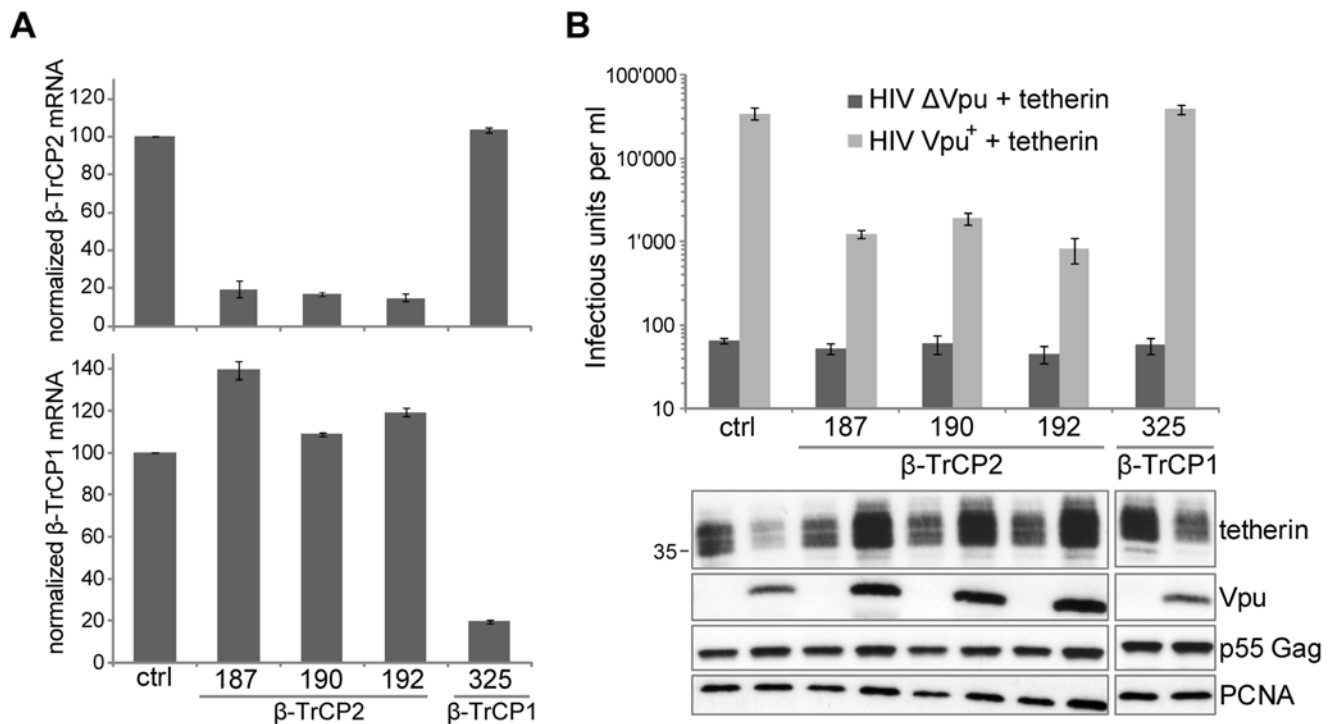 A
normalized β-TrCP2 mRNA
120
100
80
60
40
20
0
normalized β-TrCP1 mRNA
140
120
100
80
60
40
20
0
ctrl 187 190 192 325
β-TrCP2 β-TrCP1
B
Infectious units per ml
100'000
10'000
1'000
100
10
HIV ΔVpu + tetherin
HIV Vpu+ + tetherin
ctrl 187 190 192 325
β-TrCP2 β-TrCP1
35
tetherin
Vpu
p55 Gag
PCNA